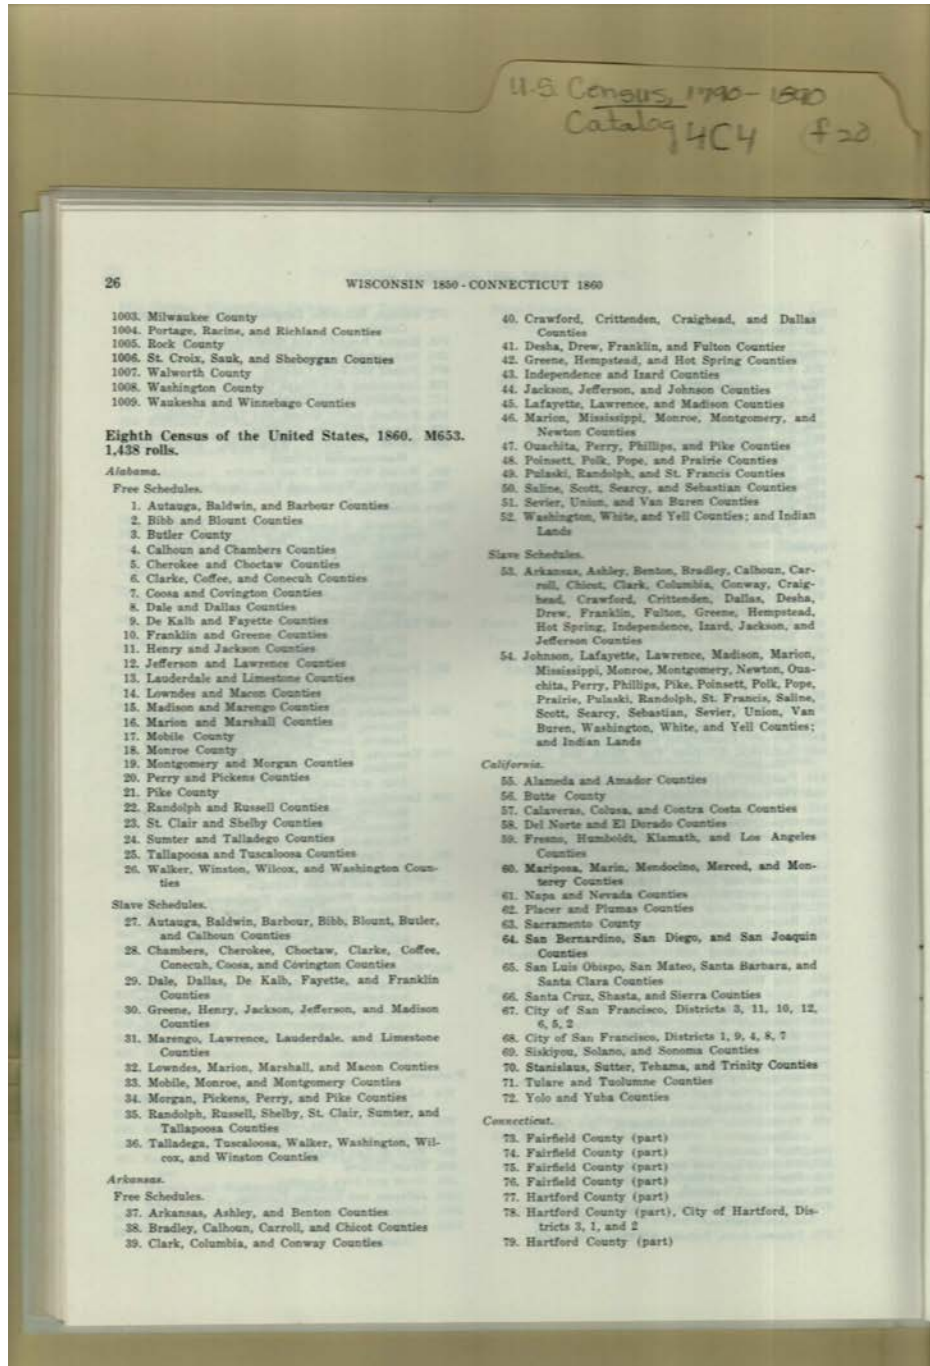 U.S. Census, 1790-1890
Catalog 4C4 (f20)
26
WISCONSIN 1850-CONNECTICUT 1860
1003. Milwaukee County
1004. Portage, Racine, and Richland Counties
1005. Rock County
1006. St. Croix, Sauk, and Sheboygan Counties
1007. Walworth County
1008. Washington County
1009. Waukesha and Winnebago Counties
Eighth Census of the United States, 1860. M653.
1,438 rolls.
Alabama.
Free Schedules.
1. Autauga, Baldwin, and Barbour Counties
2. Bibb and Blount Counties
3. Butler County
4. Calhoun and Chambers Counties
5. Cherokee and Choctaw Counties
6. Clarke, Coffee, and Conecuh Counties
7. Coosa and Covington Counties
8. Dale and Dallas Counties
9. De Kalb and Fayette Counties
10. Franklin and Greene Counties
11. Henry and Jackson Counties
12. Jefferson and Lawrence Counties
13. Lauderdale and Limestone Counties
14. Lowndes and Macon Counties
15. Madison and Marengo Counties
16. Marion and Marshall Counties
17. Mobile County
18. Monroe County
19. Montgomery and Morgan Counties
20. Perry and Pickens Counties
21. Pike County
22. Randolph and Russell Counties
23. St. Clair and Shelby Counties
24. Sumter and Talladego Counties
25. Tallapoosa and Tuscaloosa Counties
26. Walker, Winston, Wilcox, and Washington Coun-
ties
Slave Schedules.
27. Autauga, Baldwin, Barbour, Bibb, Blount, Butler,
and Calhoun Counties
28. Chambers, Cherokee, Choctaw, Clarke, Coffee,
Conecuh, Coosa, and Covington Counties
29. Dale, Dallas, De Kalb, Fayette, and Franklin
Counties
30. Greene, Henry, Jackson, Jefferson, and Madison
Counties
31. Marengo, Lawrence, Lauderdale, and Limestone
Counties
32. Lowndes, Marion, Marshall, and Macon Counties
33. Mobile, Monroe, and Montgomery Counties
34. Morgan, Pickens, Perry, and Pike Counties
35. Randolph, Russell, Shelby, St. Clair, Sumter, and
Tallapoosa Counties
36. Talladega, Tuscaloosa, Walker, Washington, Wil-
cox, and Winston Counties
Arkansas.
Free Schedules.
37. Arkansas, Ashley, and Benton Counties
38. Bradley, Calhoun, Carroll, and Chicot Counties
39. Clark, Columbia, and Conway Counties
40. Crawford, Crittenden, Craighead, and Dallas
Counties
41. Desha, Drew, Franklin, and Fulton Counties
42. Greene, Hempstead, and Hot Spring Counties
43. Independence and Izard Counties
44. Jackson, Jefferson, and Johnson Counties
45. Lafayette, Lawrence, and Madison Counties
46. Marion, Mississippi, Monroe, Montgomery, and
Newton Counties
47. Ouachita, Perry, Phillips, and Pike Counties
48. Poinsett, Polk, Pope, and Prairie Counties
49. Pulaski, Randolph, and St. Francis Counties
50. Saline, Scott, Searcy, and Sebastian Counties
51. Sevier, Union, and Van Buren Counties
52. Washington, White, and Yell Counties; and Indian
Lands
Slave Schedules.
53. Arkansas, Ashley, Benton, Bradley, Calhoun, Car-
roll, Chicot, Clark, Columbia, Conway, Craig-
head, Crawford, Crittenden, Dallas, Desha,
Drew, Franklin, Fulton, Greene, Hempstead,
Hot Spring, Independence, Izard, Jackson, and
Jefferson Counties
54. Johnson, Lafayette, Lawrence, Madison, Marion,
Mississippi, Monroe, Montgomery, Newton, Oua-
chita, Perry, Phillips, Pike, Poinsett, Polk, Pope,
Prairie, Pulaski, Randolph, St. Francis, Saline,
Scott, Searcy, Sebastian, Sevier, Union, Van
Buren, Washington, White, and Yell Counties;
and Indian Lands
California.
55. Alameda and Amador Counties
56. Butte County
57. Calaveras, Colusa, and Contra Costa Counties
58. Del Norte and El Dorado Counties
59. Fresno, Humboldt, Klamath, and Los Angeles
Counties
60. Mariposa, Marin, Mendocino, Merced, and Mon-
terey Counties
61. Napa and Nevada Counties
62. Placer and Plumas Counties
63. Sacramento County
64. San Bernardino, San Diego, and San Joaquin
Counties
65. San Luis Obispo, San Mateo, Santa Barbara, and
Santa Clara Counties
66. Santa Cruz, Shasta, and Sierra Counties
67. City of San Francisco, Districts 3, 11, 10, 12,
6, 5, 2
68. City of San Francisco, Districts 1, 9, 4, 8, 7
69. Siskiyou, Solano, and Sonoma Counties
70. Stanislaus, Sutter, Tehama, and Trinity Counties
71. Tulare and Tuolumne Counties
72. Yolo and Yuba Counties
Connecticut.
73. Fairfield County (part)
74. Fairfield County (part)
75. Fairfield County (part)
76. Fairfield County (part)
77. Hartford County (part)
78. Hartford County (part), City of Hartford, Dis-
tricts 3, 1, and 2
79. Hartford County (part)